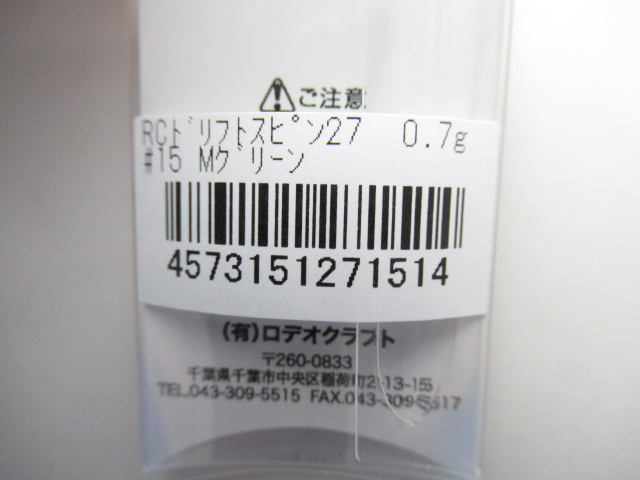 ⚠ご注意
RCﾄﾞﾘﾌﾄｽﾋﾟﾝ27 0.7g
#15 Mｸﾞﾘｰﾝ
4573151271514
(有)ロデオクラフト
〒260-0833
千葉県千葉市中央区稲荷町2-13-15
TEL.043-309-5515 FAX.043-309-5517